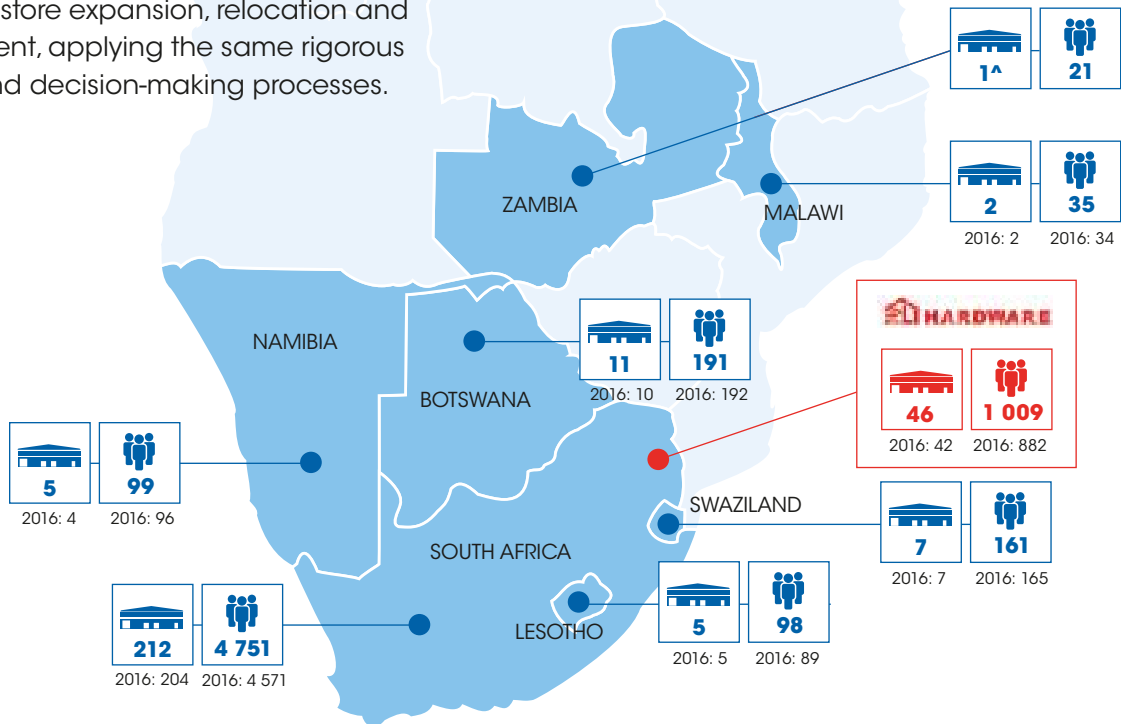 store expansion, relocation and
ent, applying the same rigorous
nd decision-making processes.
1^ 21
ZAMBIA
MALAWI
2 35
2016: 2 2016: 34
HARDWARE
46 1 009
2016: 42 2016: 882
NAMIBIA
BOTSWANA
11 191
2016: 10 2016: 192
5 99
2016: 4 2016: 96
SWAZILAND
7 161
2016: 7 2016: 165
SOUTH AFRICA
212 4 751
2016: 204 2016: 4 571
LESOTHO
5 98
2016: 5 2016: 89